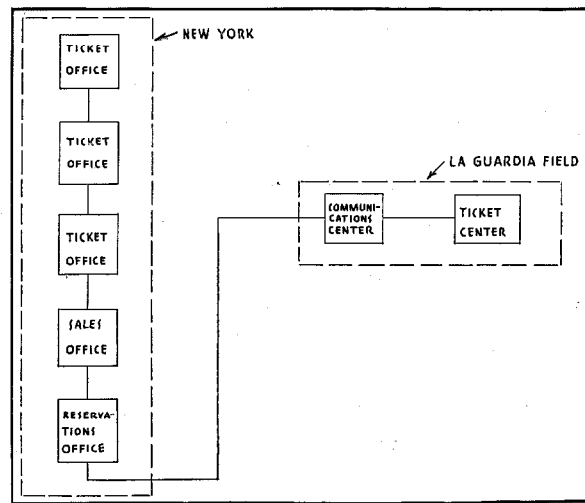 NEW YORK
TICKET
OFFICE
TICKET
OFFICE
TICKET
OFFICE
SALES
OFFICE
RESERVA-
TIONS
OFFICE
LA GUARDIA FIELD
COMMUNI-
CATIONS
CENTER
TICKET
CENTER